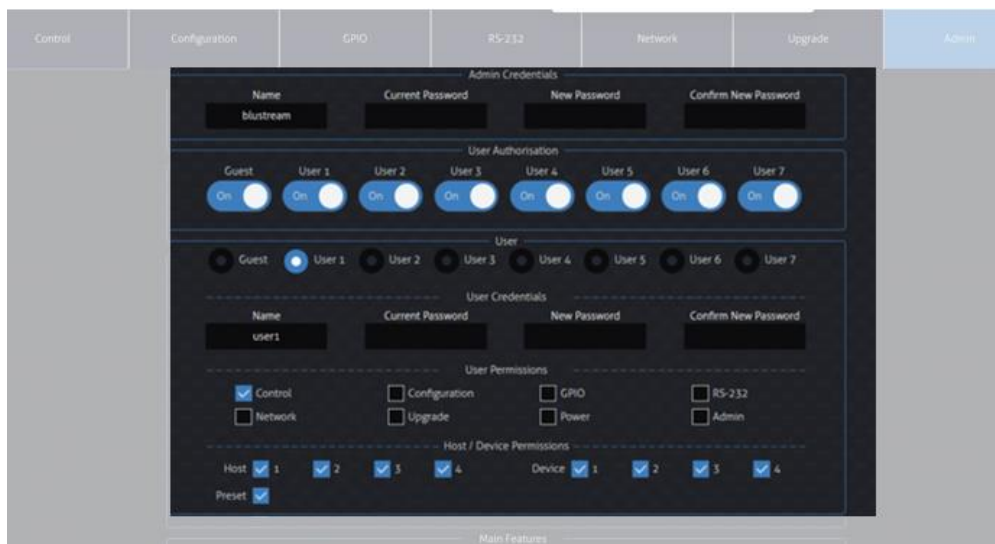 Control Configuration GPIO RS-232 Network Upgrade Admin
Admin Credentials
Name Current Password New Password Confirm New Password
blustream
User Authorisation
Guest User 1 User 2 User 3 User 4 User 5 User 6 User 7
On On On On On On On On
User
Guest User 1 User 2 User 3 User 4 User 5 User 6 User 7
User Credentials
Name Current Password New Password Confirm New Password
user1
User Permissions
Control Configuration GPIO RS-232
Network Upgrade Power Admin
Host / Device Permissions
Host 1 2 3 4 Device 1 2 3 4
Preset
Main Features